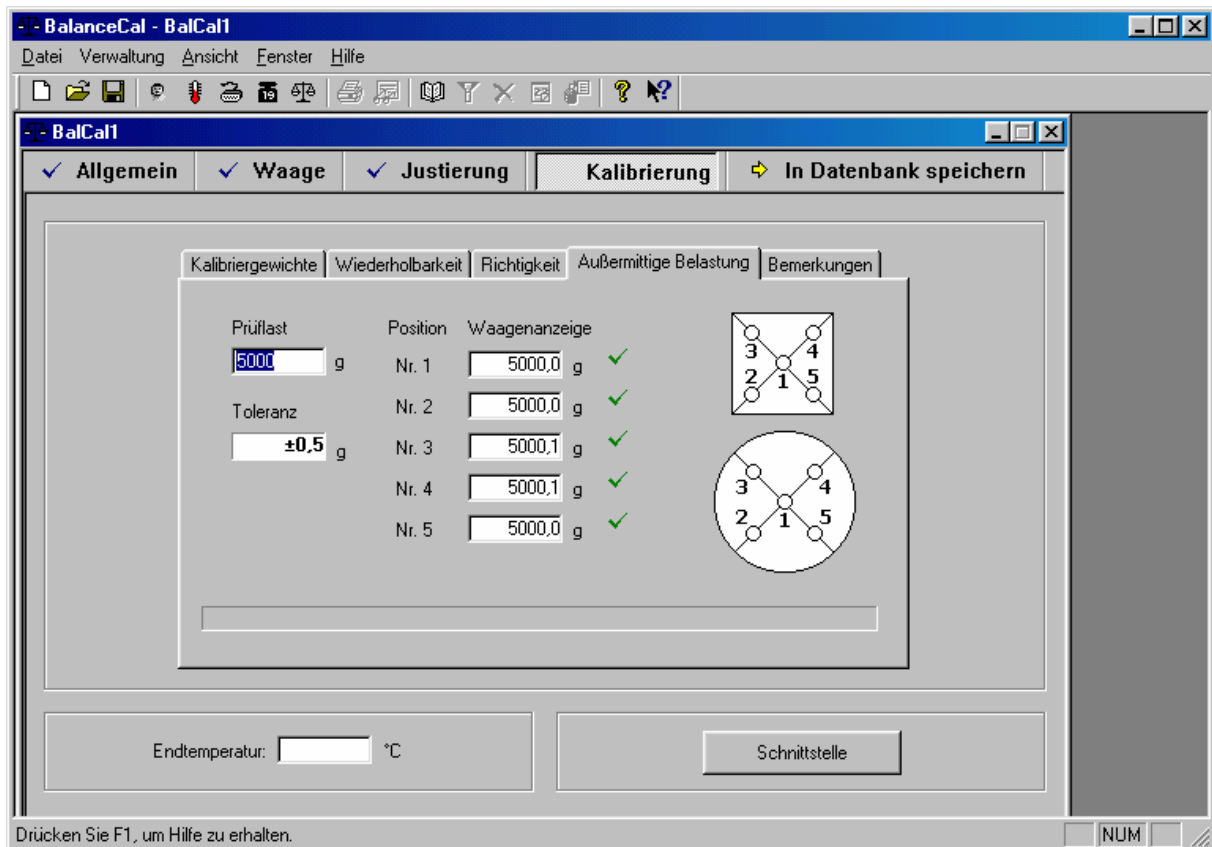 BalanceCal - BalCal1
Datei Verwaltung Ansicht Fenster Hilfe
19
BalCal1
Allgemein Waage Justierung Kalibrierung In Datenbank speichern
Kalibriergewichte Wiederholbarkeit Richtigkeit Außermittige Belastung Bemerkungen
Prüflast Position Waagenanzeige
5000 g Nr. 1 5000,0 g
Nr. 2 5000,0 g
Toleranz
±0,5 g Nr. 3 5000,1 g
Nr. 4 5000,1 g
Nr. 5 5000,0 g
3 4
2 1 5
3 4
2 1 5
Endtemperatur: °C Schnittstelle
Drücken Sie F1, um Hilfe zu erhalten. NUM